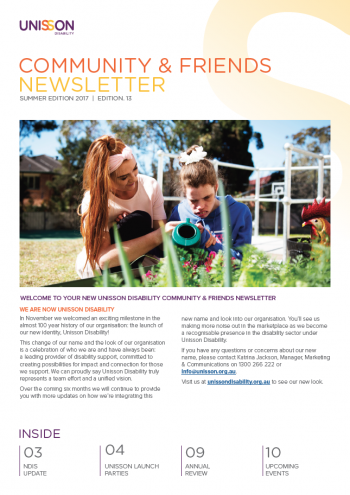 UNISSON
DISABILITY
COMMUNITY & FRIENDS
NEWSLETTER
SUMMER EDITION 2017 | EDITION: 13
WELCOME TO YOUR NEW UNISSON DISABILITY COMMUNITY & FRIENDS NEWSLETTER
WE ARE NOW UNISSON DISABILITY
In November we welcomed an exciting milestone in the
almost 100 year history of our organisation: the launch of
our new identity, Unisson Disability!
This change of our name and the look of our organisation
is a celebration of who we are and have always been:
a leading provider of disability support, committed to
creating possibilities for impact and connection for those
we support. We can proudly say Unisson Disability truly
represents a team effort and a unified vision.
Over the coming six months we will continue to provide
you with more updates on how we're integrating this
new name and look into our organisation. You'll see us
making more noise out in the marketplace as we become
a recognisable presence in the disability sector under
Unisson Disability.
If you have any questions or concerns about our new
name, please contact Katrina Jackson, Manager, Marketing
& Communications on 1300 266 222 or
info@unisson.org.au.
Visit us at unissondisability.org.au to see our new look.
INSIDE
03
NDIS
UPDATE
04
UNISSON LAUNCH
PARTIES
09
ANNUAL
REVIEW
10
UPCOMING
EVENTS